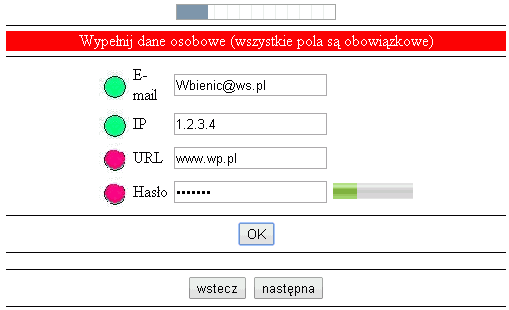 Wypełnij dane osobowe (wszystkie pola są obowiązkowe)
E-
mail
Wbienic@ws.pl
IP
1.2.3.4
URL
www.wp.pl
Hasło
•••••••
OK
wstecz
następna